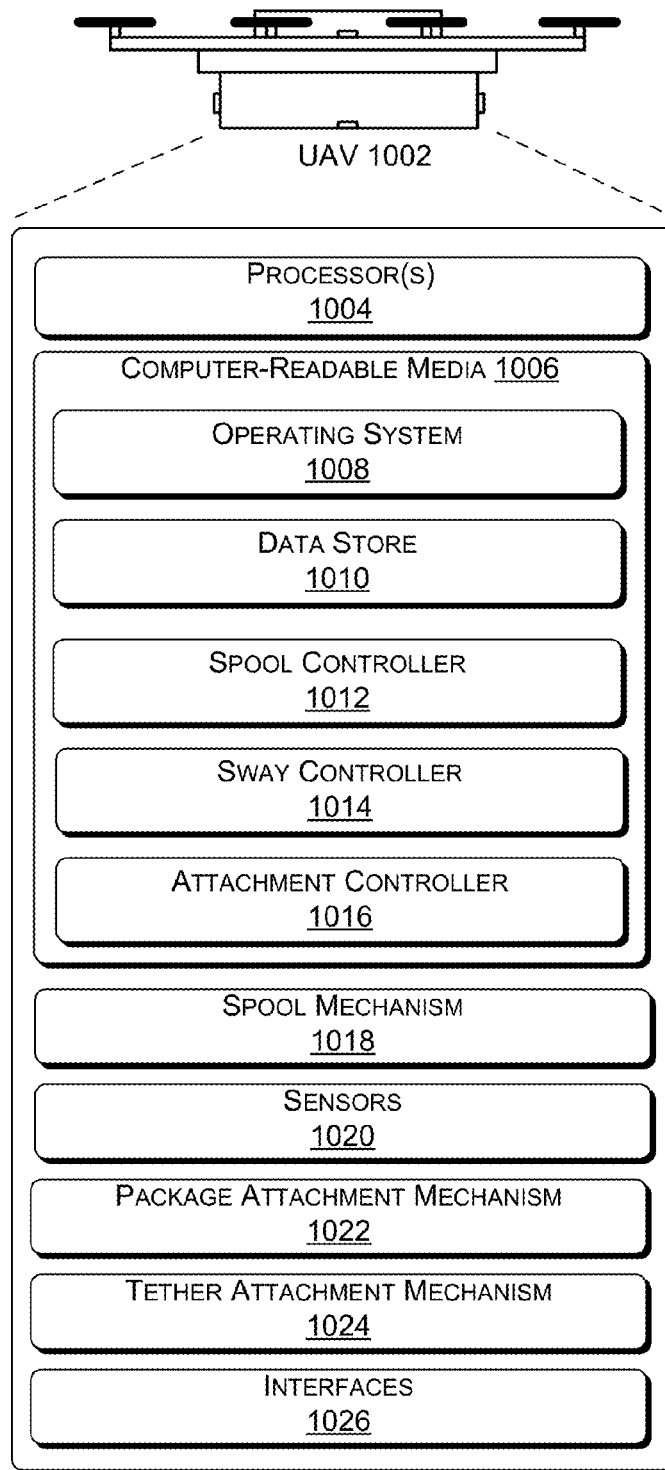 UAV 1002
PROCESSOR(S)
1004
COMPUTER-READABLE MEDIA 1006
OPERATING SYSTEM
1008
DATA STORE
1010
SPOOL CONTROLLER
1012
SWAY CONTROLLER
1014
ATTACHMENT CONTROLLER
1016
SPOOL MECHANISM
1018
SENSORS
1020
PACKAGE ATTACHMENT MECHANISM
1022
TETHER ATTACHMENT MECHANISM
1024
INTERFACES
1026